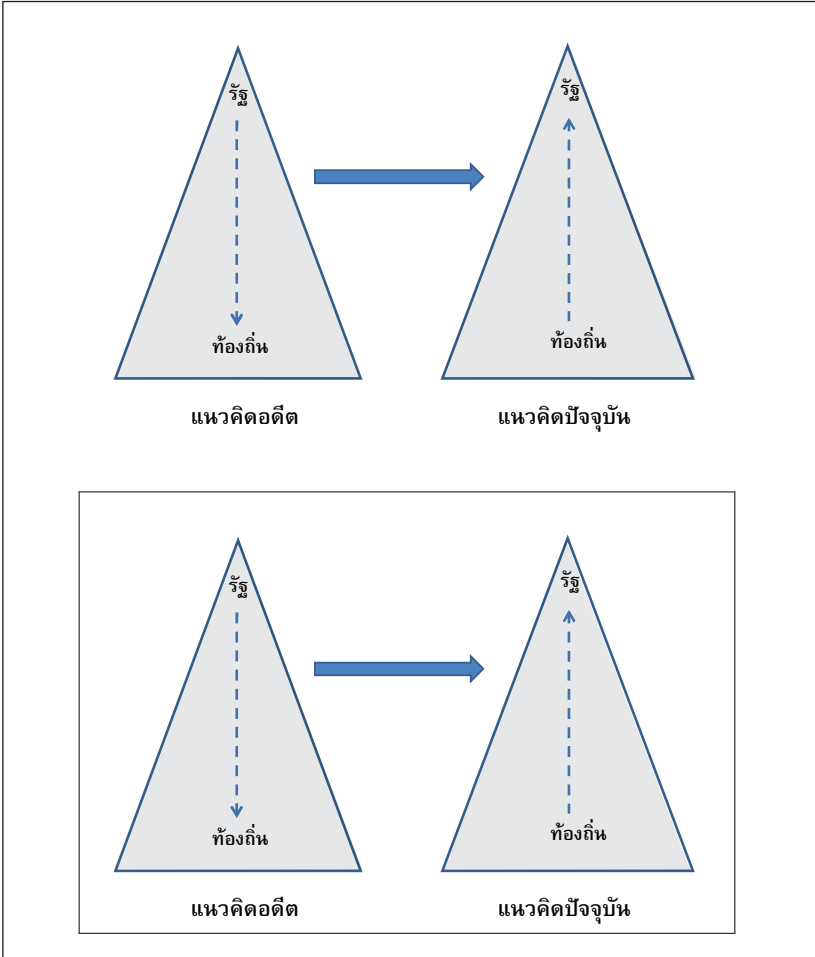 รัฐ
รัฐ
ท้องถิ่น
ท้องถิ่น
แนวคิดอดีต
แนวคิดปัจจุบัน
รัฐ
รัฐ
ท้องถิ่น
ท้องถิ่น
แนวคิดอดีต
แนวคิดปัจจุบัน